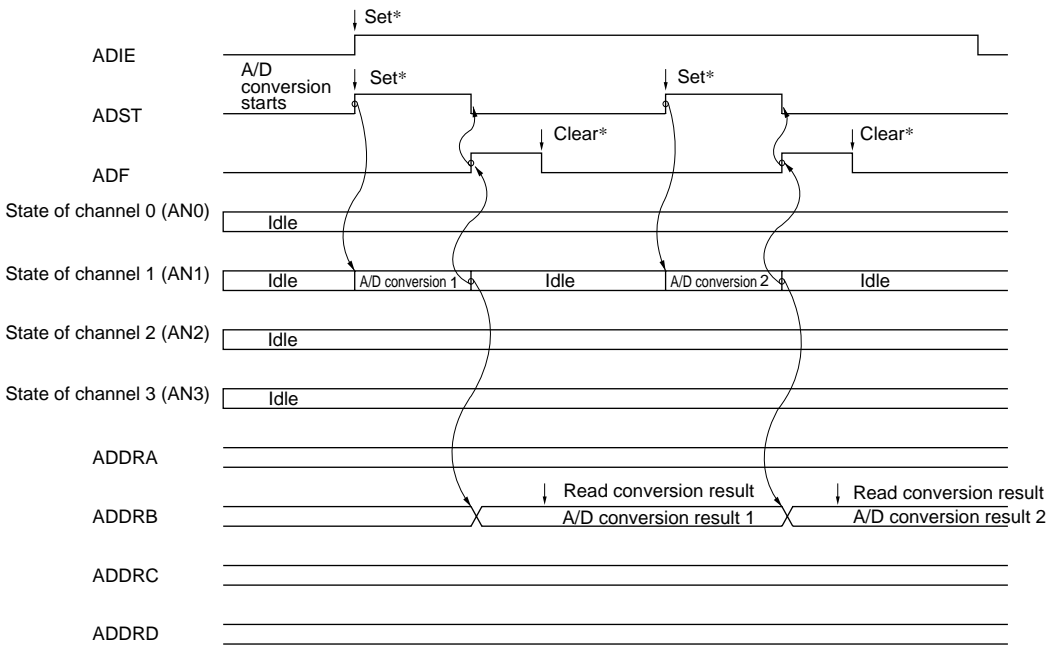 Set*
ADIE
A/D
conversion
starts
Set*
Set*
ADST
Clear*
Clear*
ADF
State of channel 0 (AN0)
Idle
State of channel 1 (AN1)
Idle
A/D conversion 1
Idle
A/D conversion 2
Idle
State of channel 2 (AN2)
Idle
State of channel 3 (AN3)
Idle
ADDRA
Read conversion result
Read conversion result
ADDRB
A/D conversion result 1
A/D conversion result 2
ADDRC
ADDRD